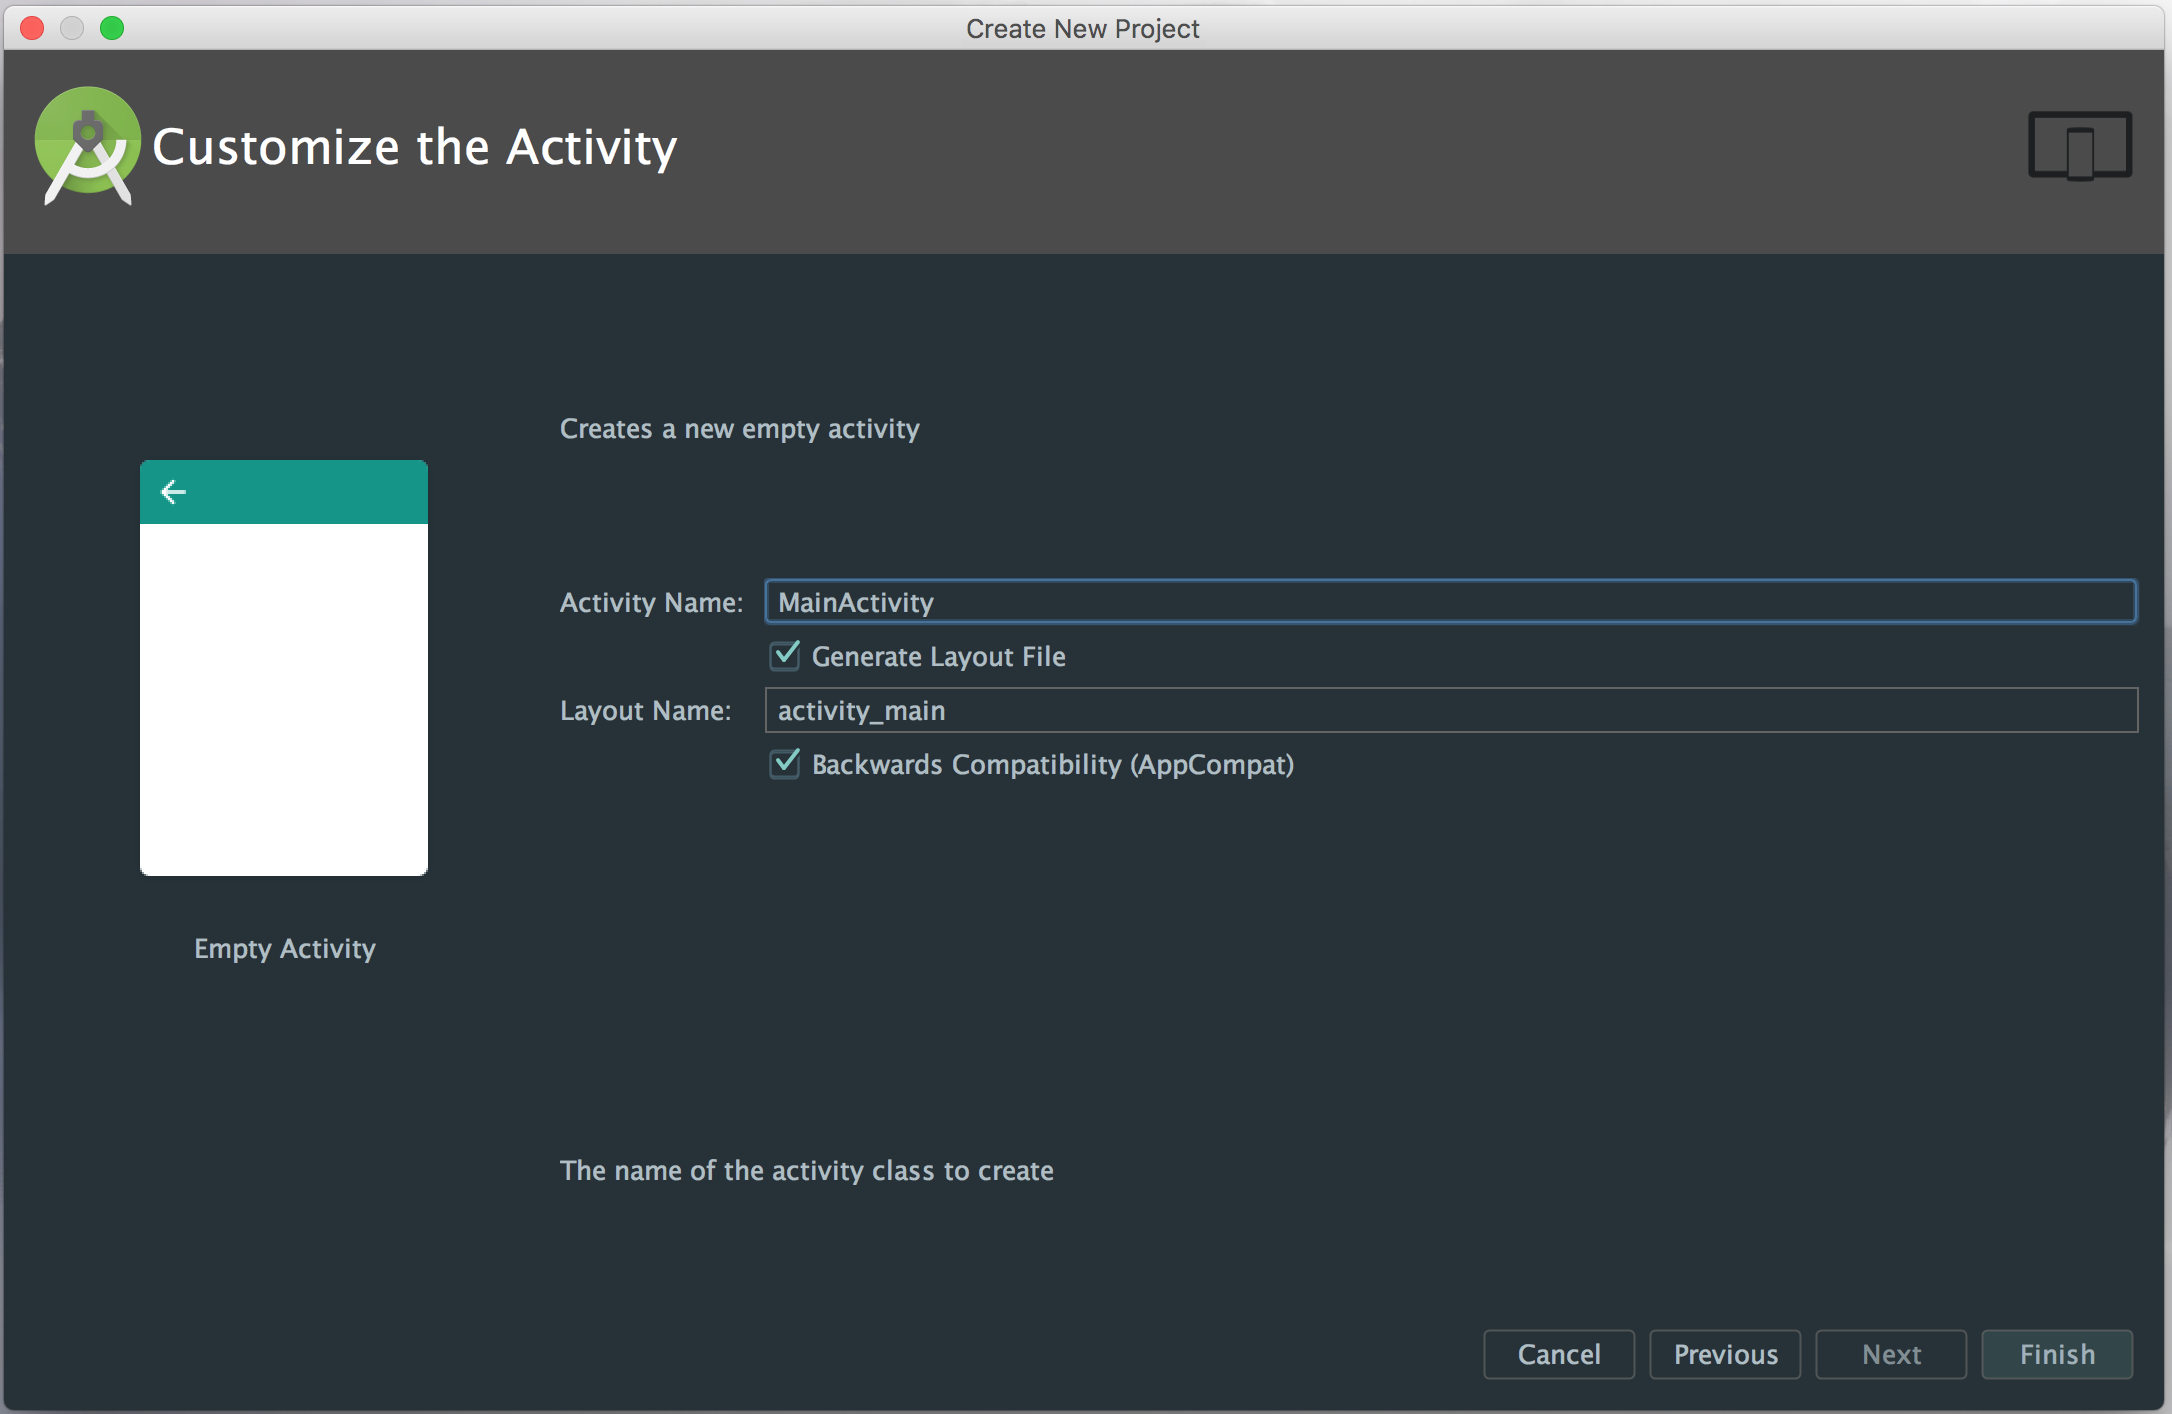 Create New Project
Customize the Activity
Creates a new empty activity
Activity Name: MainActivity
Generate Layout File
Layout Name: activity_main
Backwards Compatibility (AppCompat)
Empty Activity
The name of the activity class to create
Cancel Previous Next Finish